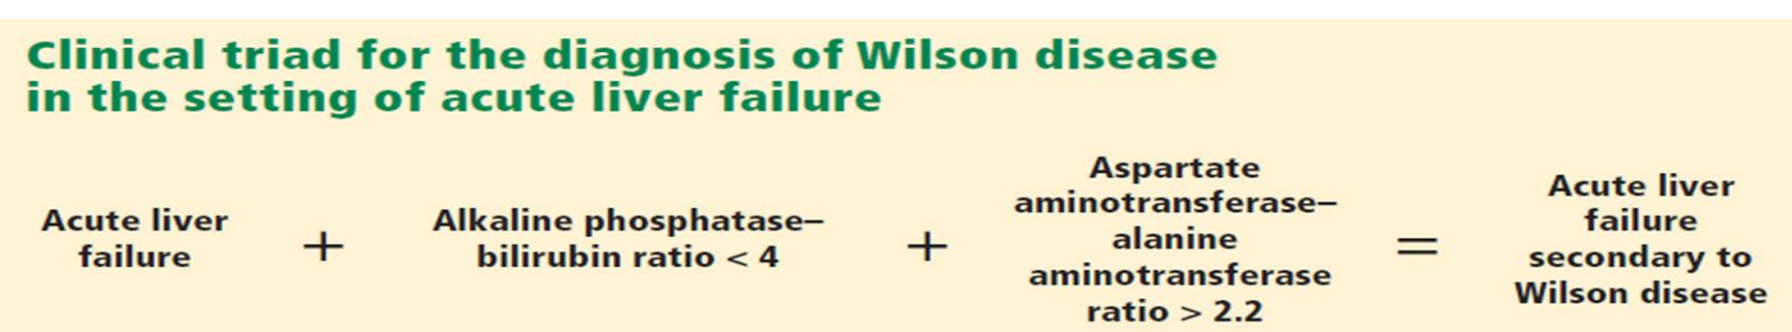 Clinical triad for the diagnosis of Wilson disease
in the setting of acute liver failure
Acute liver
failure
+
Alkaline phosphatase–
bilirubin ratio < 4
+
Aspartate
aminotransferase–
alanine
aminotransferase
ratio > 2.2
=
Acute liver
failure
secondary to
Wilson disease